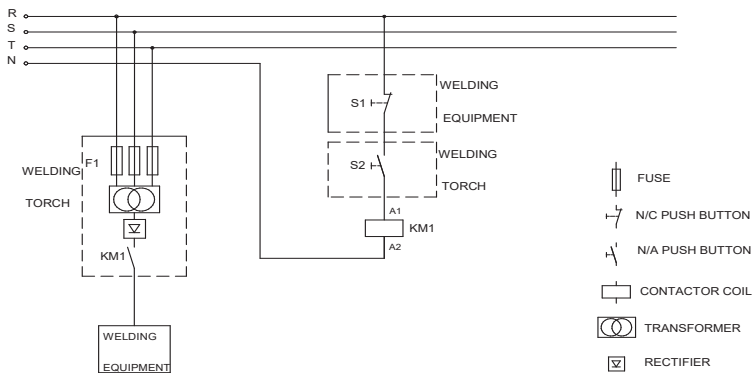 R
S
T
N
WELDING
S1
EQUIPMENT
WELDING
F1
S2
WELDING
TORCH
TORCH
A1
KM1
A2
KM1
WELDING
EQUIPMENT
FUSE
N/C PUSH BUTTON
N/A PUSH BUTTON
CONTACTOR COIL
TRANSFORMER
RECTIFIER